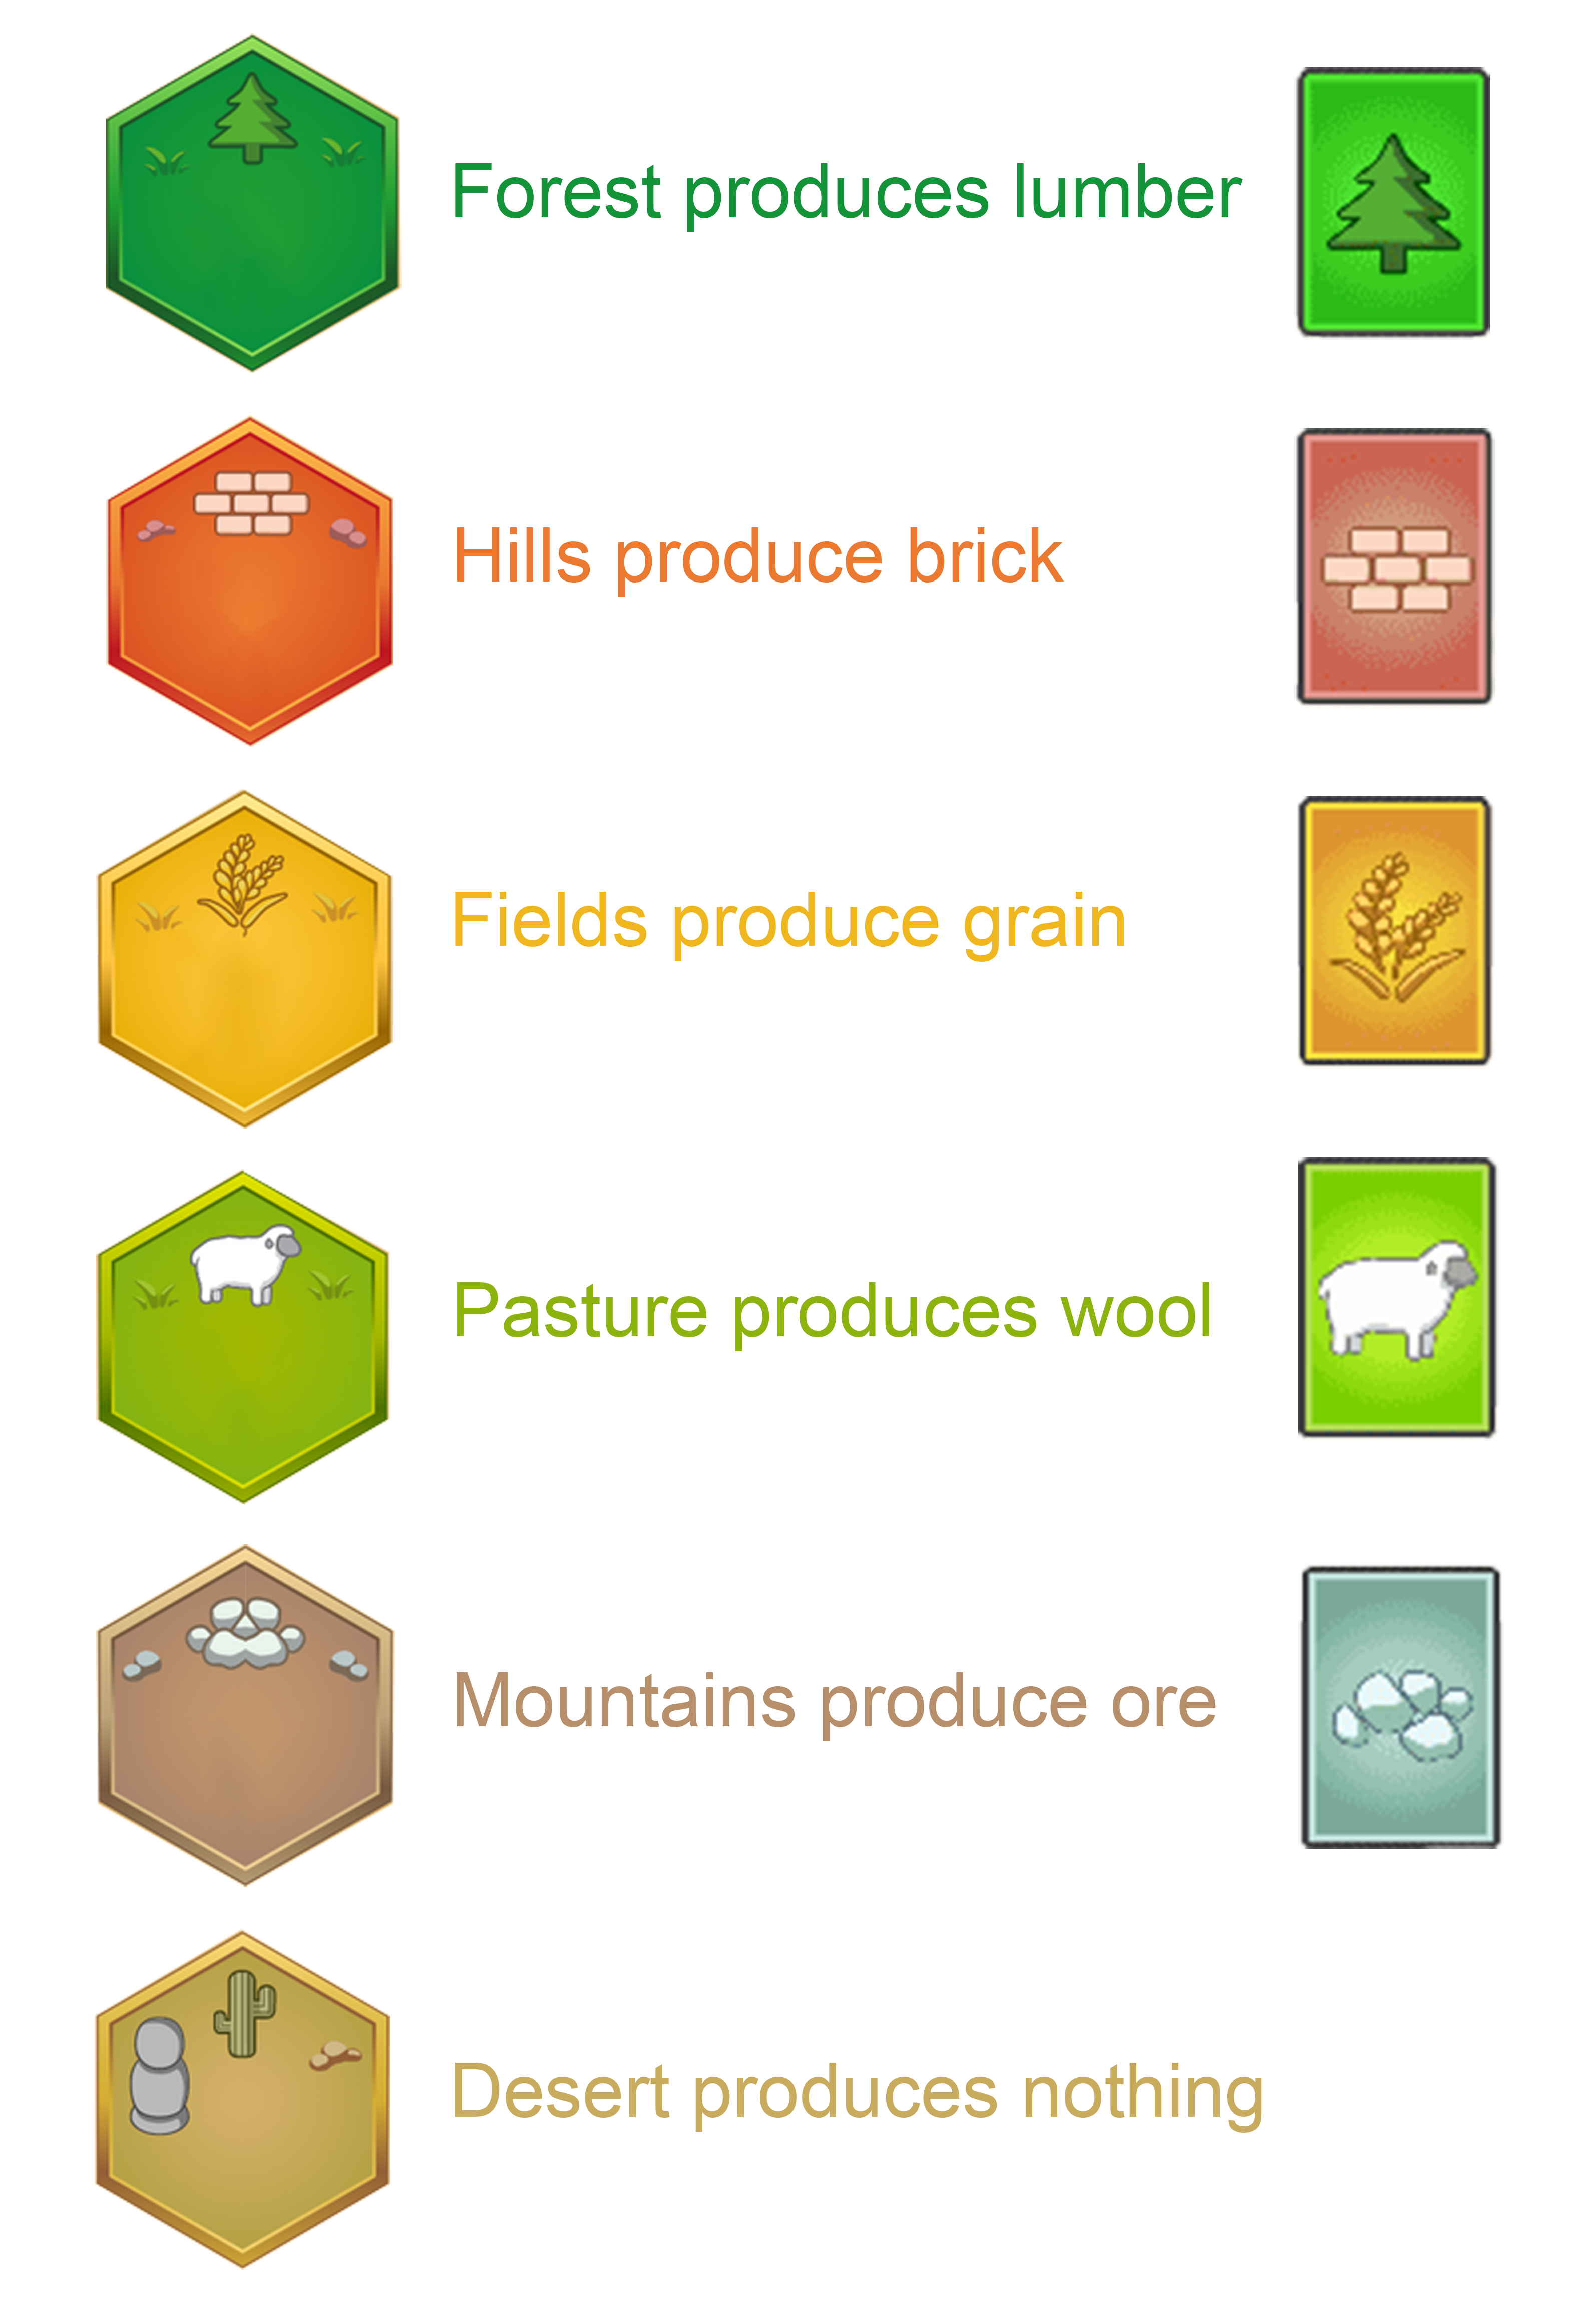 Forest produces lumber
Hills produce brick
Fields produce grain
Pasture produces wool
Mountains produce ore
Desert produces nothing